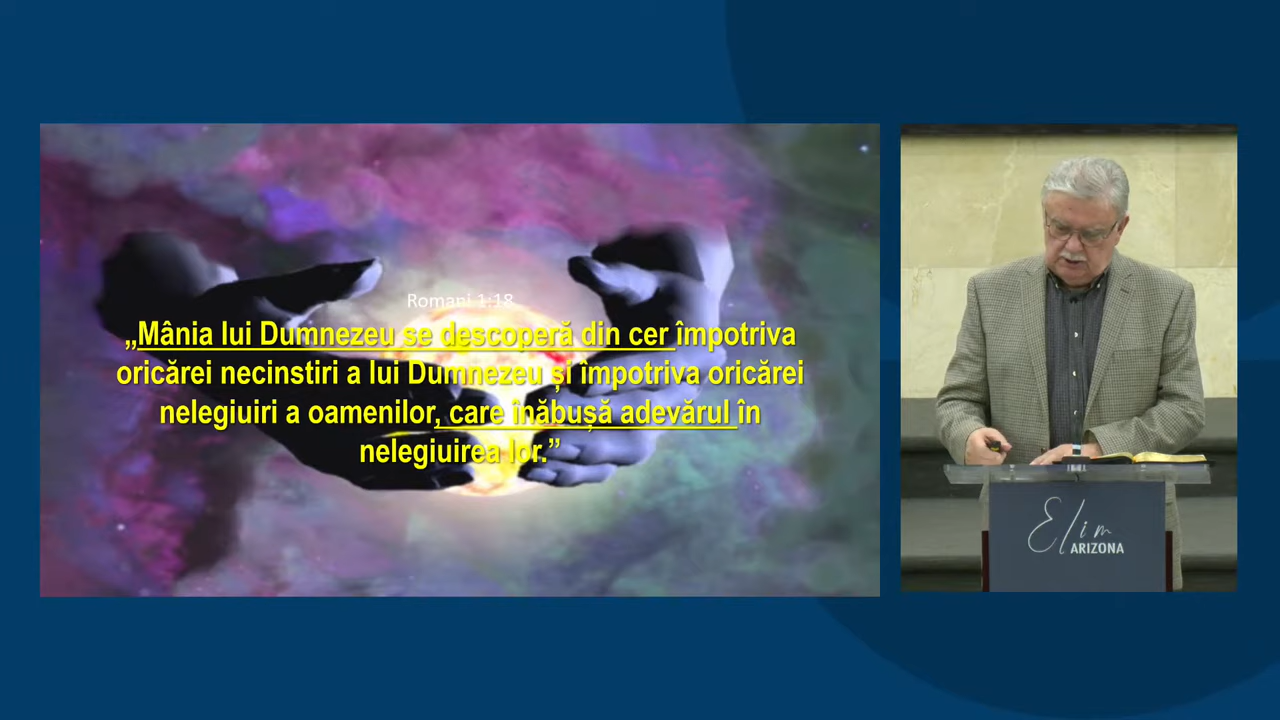 Romani 1:18
„Mânia lui Dumnezeu se descoperă din cer împotriva
oricărei necinstiri a lui Dumnezeu și împotriva oricărei
nelegiuiri a oamenilor, care înăbușă adevărul în
nelegiuirea lor.”
Elim
ARIZONA